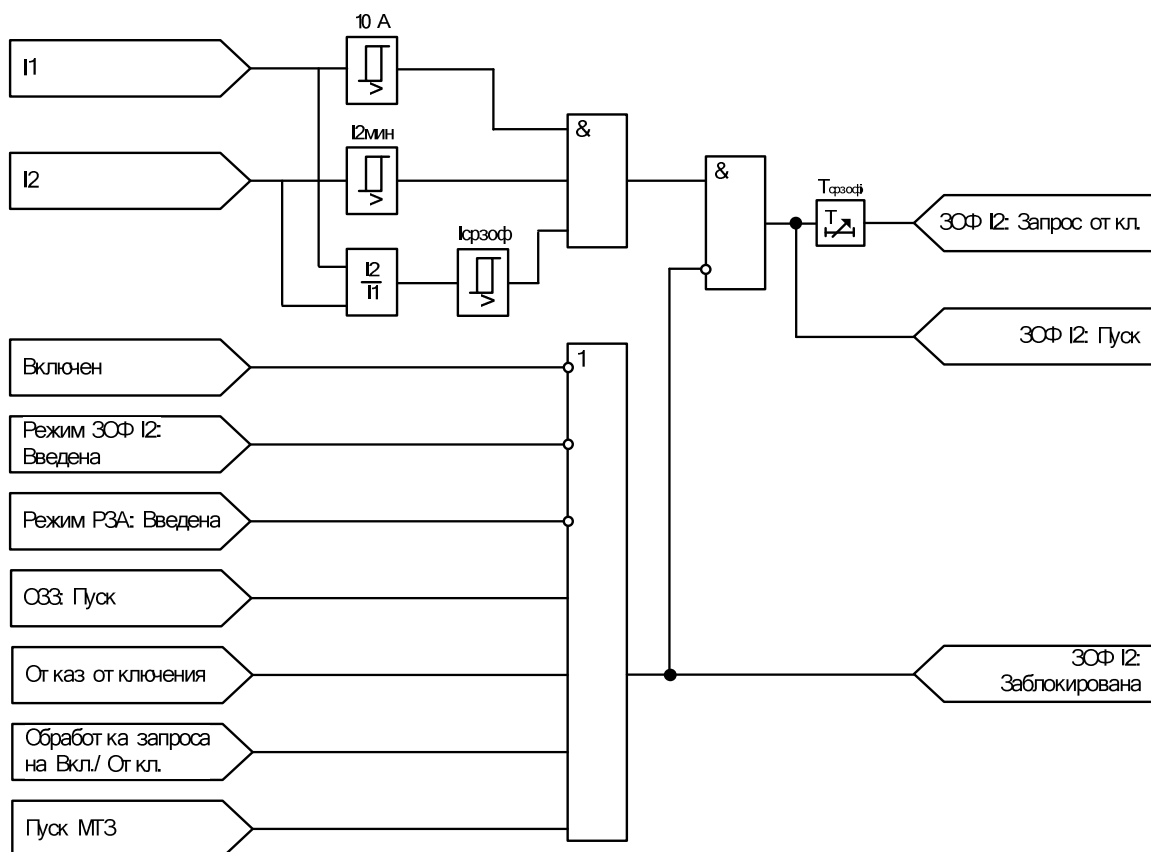 10 А
I1
I2мин
&
&
I2
Tсрзофi
T
ЗОФ I2: Запрос откл.
Iсрзоф
I2
I1
ЗОФ I2: Пуск
Включен
1
Режим ЗОФ I2:
Введена
Режим РЗА: Введена
ОЗЗ: Пуск
Отказ отключения
ЗОФ I2:
Заблокирована
Обработка запроса
на Вкл./ Откл.
Пуск МТЗ